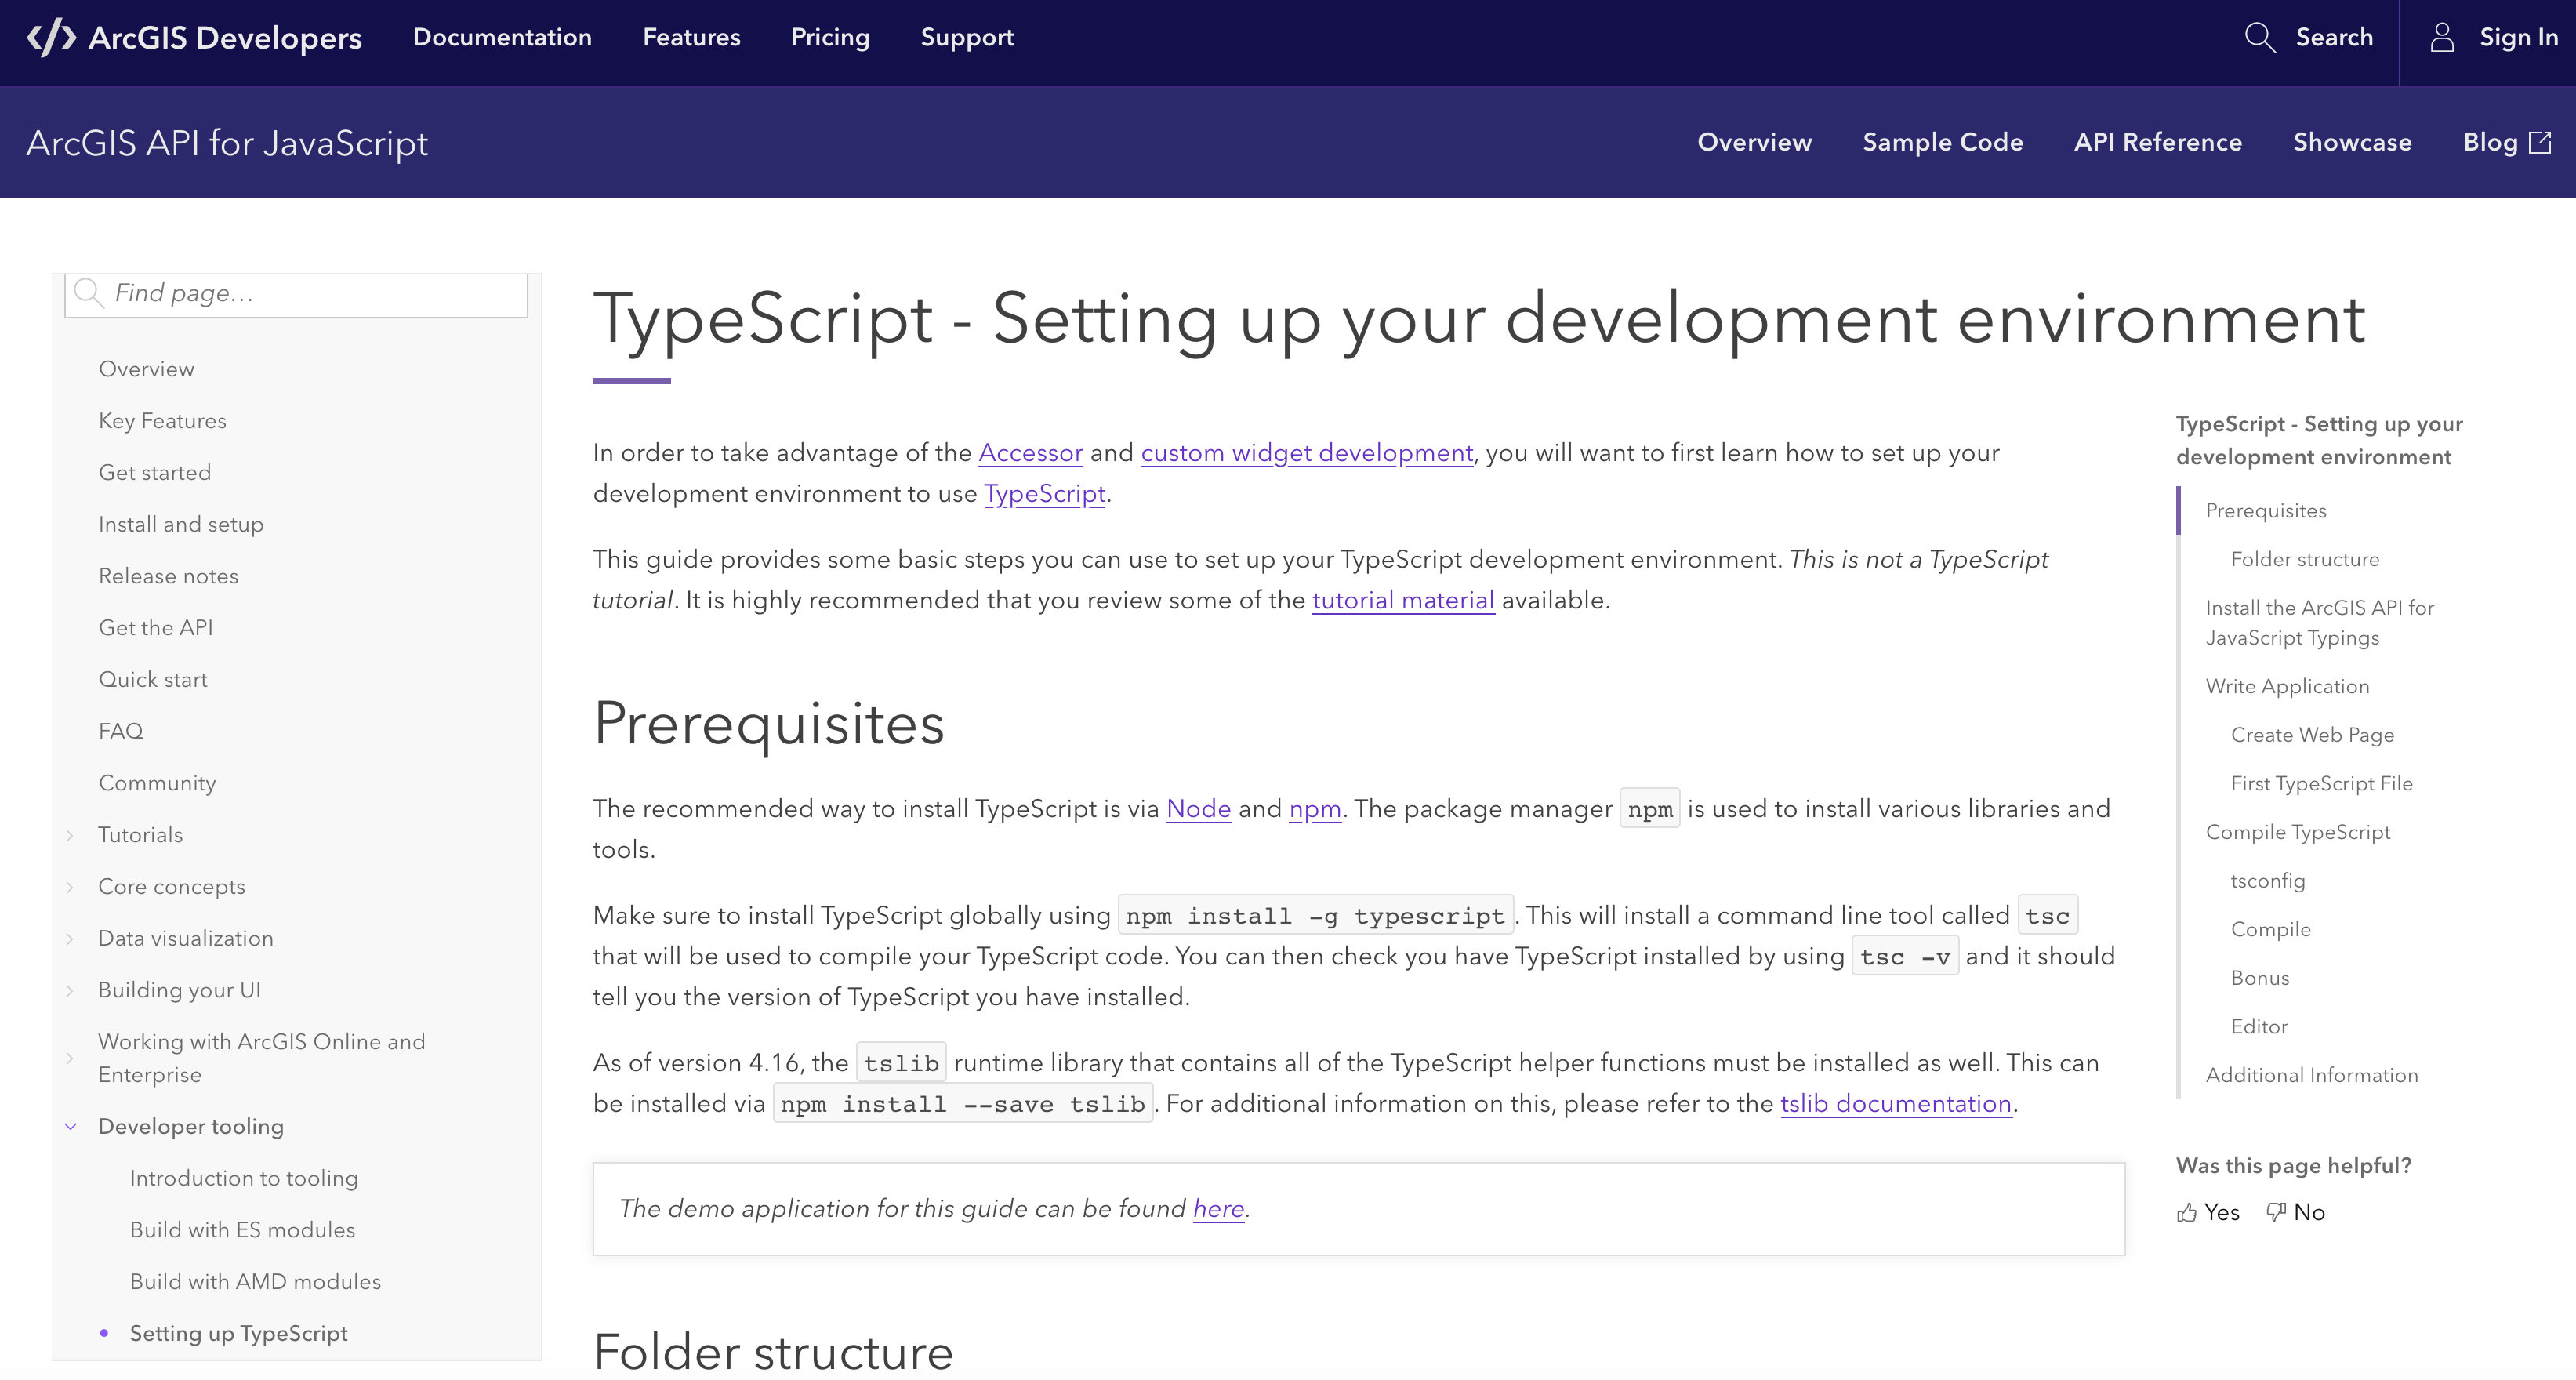 ArcGIS Developers Documentation Features Pricing Support Search Sign In
ArcGIS API for JavaScript Overview Sample Code API Reference Showcase Blog
Find page...
Overview
Key Features
Get started
Install and setup
Release notes
Get the API
Quick start
FAQ
Community
Tutorials
Core concepts
Data visualization
Building your UI
Working with ArcGIS Online and
Enterprise
Developer tooling
Introduction to tooling
Build with ES modules
Build with AMD modules
Setting up TypeScript
TypeScript - Setting up your development environment
In order to take advantage of the Accessor and custom widget development, you will want to first learn how to set up your
development environment to use TypeScript.
This guide provides some basic steps you can use to set up your TypeScript development environment. This is not a TypeScript
tutorial. It is highly recommended that you review some of the tutorial material available.
Prerequisites
The recommended way to install TypeScript is via Node and npm. The package manager npm is used to install various libraries and
tools.
Make sure to install TypeScript globally using npm install -g typescript. This will install a command line tool called tsc
that will be used to compile your TypeScript code. You can then check you have TypeScript installed by using tsc -v and it should
tell you the version of TypeScript you have installed.
As of version 4.16, the tslib runtime library that contains all of the TypeScript helper functions must be installed as well. This can
be installed via npm install --save tslib. For additional information on this, please refer to the tslib documentation.
The demo application for this guide can be found here.
Folder structure
TypeScript - Setting up your
development environment
Prerequisites
Folder structure
Install the ArcGIS API for
JavaScript Typings
Write Application
Create Web Page
First TypeScript File
Compile TypeScript
tsconfig
Compile
Bonus
Editor
Additional Information
Was this page helpful?
Yes No